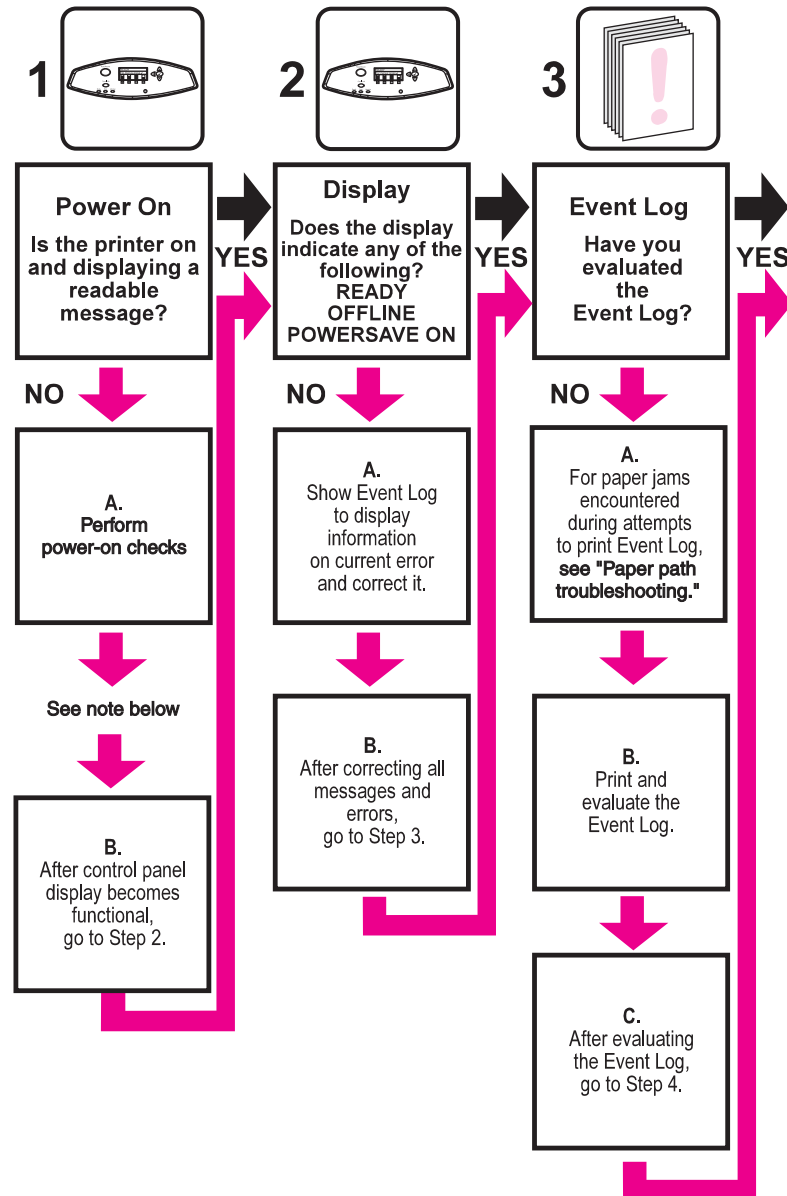 1
Power On
Is the printer on
and displaying a
readable
message?
YES
NO
A.
Perform
power-on checks
See note below
B.
After control panel
display becomes
functional,
go to Step 2.
2
Display
Does the display
indicate any of the
following?
READY
OFFLINE
POWERSAVE ON
YES
NO
A.
Show Event Log
to display
information
on current error
and correct it.
B.
After correcting all
messages and
errors,
go to Step 3.
3
Event Log
Have you
evaluated
the
Event Log?
YES
NO
A.
For paper jams
encountered
during attempts
to print Event Log,
see "Paper path
troubleshooting."
B.
Print and
evaluate the
Event Log.
C.
After evaluating
the Event Log,
go to Step 4.